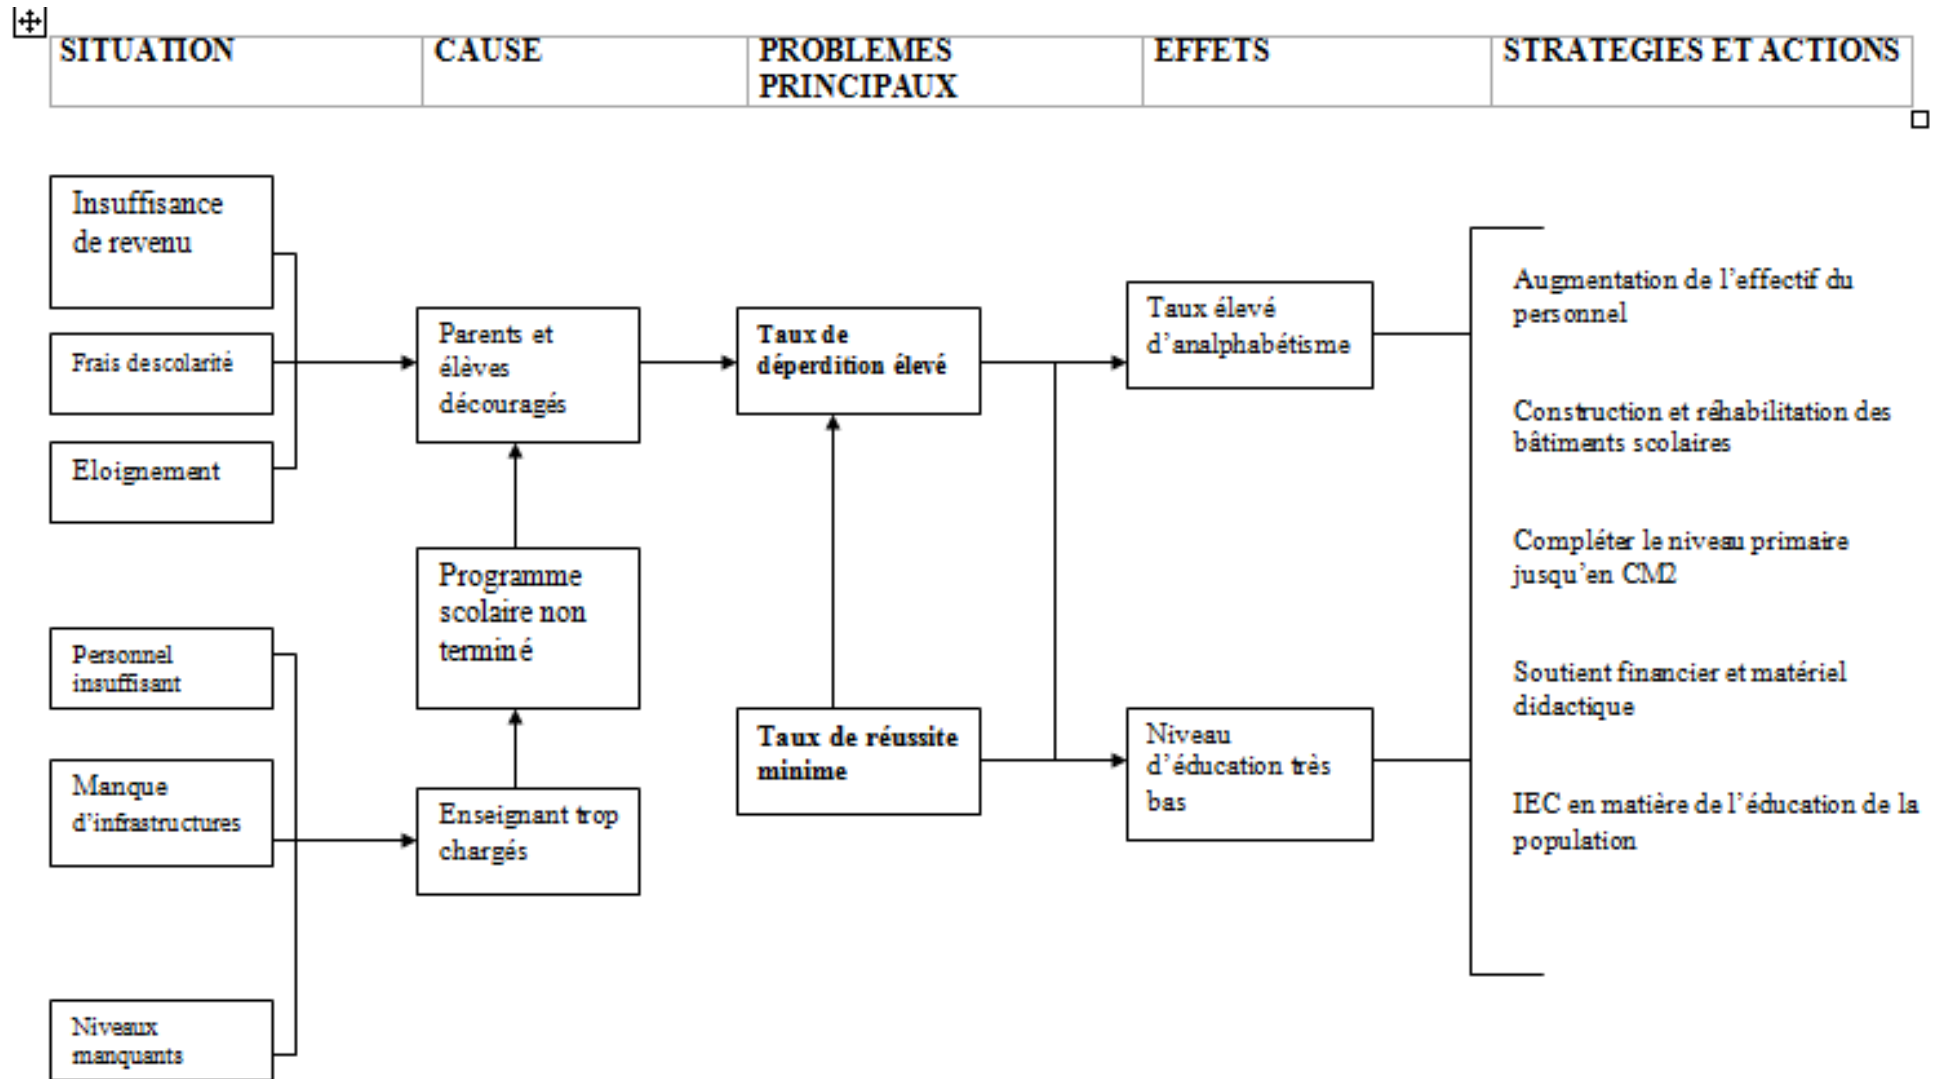 SITUATION
CAUSE
PROBLEMES
PRINCIPAUX
EFFETS
STRATEGIES ET ACTIONS
Insuffisance
de revenu
Frais de scolarité
Eloignement
Personnel
insuffisant
Manque
d'infrastructures
Niveaux
manquants
Parents et
élèves
découragés
Programme
scolaire non
terminé
Enseignant trop
chargés
Taux de
déperdition élevé
Taux de réussite
minime
Taux élevé
d'analphabétisme
Niveau
d'éducation très
bas
Augmentation de l'effectif du
personnel
Construction et réhabilitation des
bâtiments scolaires
Compléter le niveau primaire
jusqu'en CM2
Soutient financier et matériel
didactique
IEC en matière de l'éducation de la
population